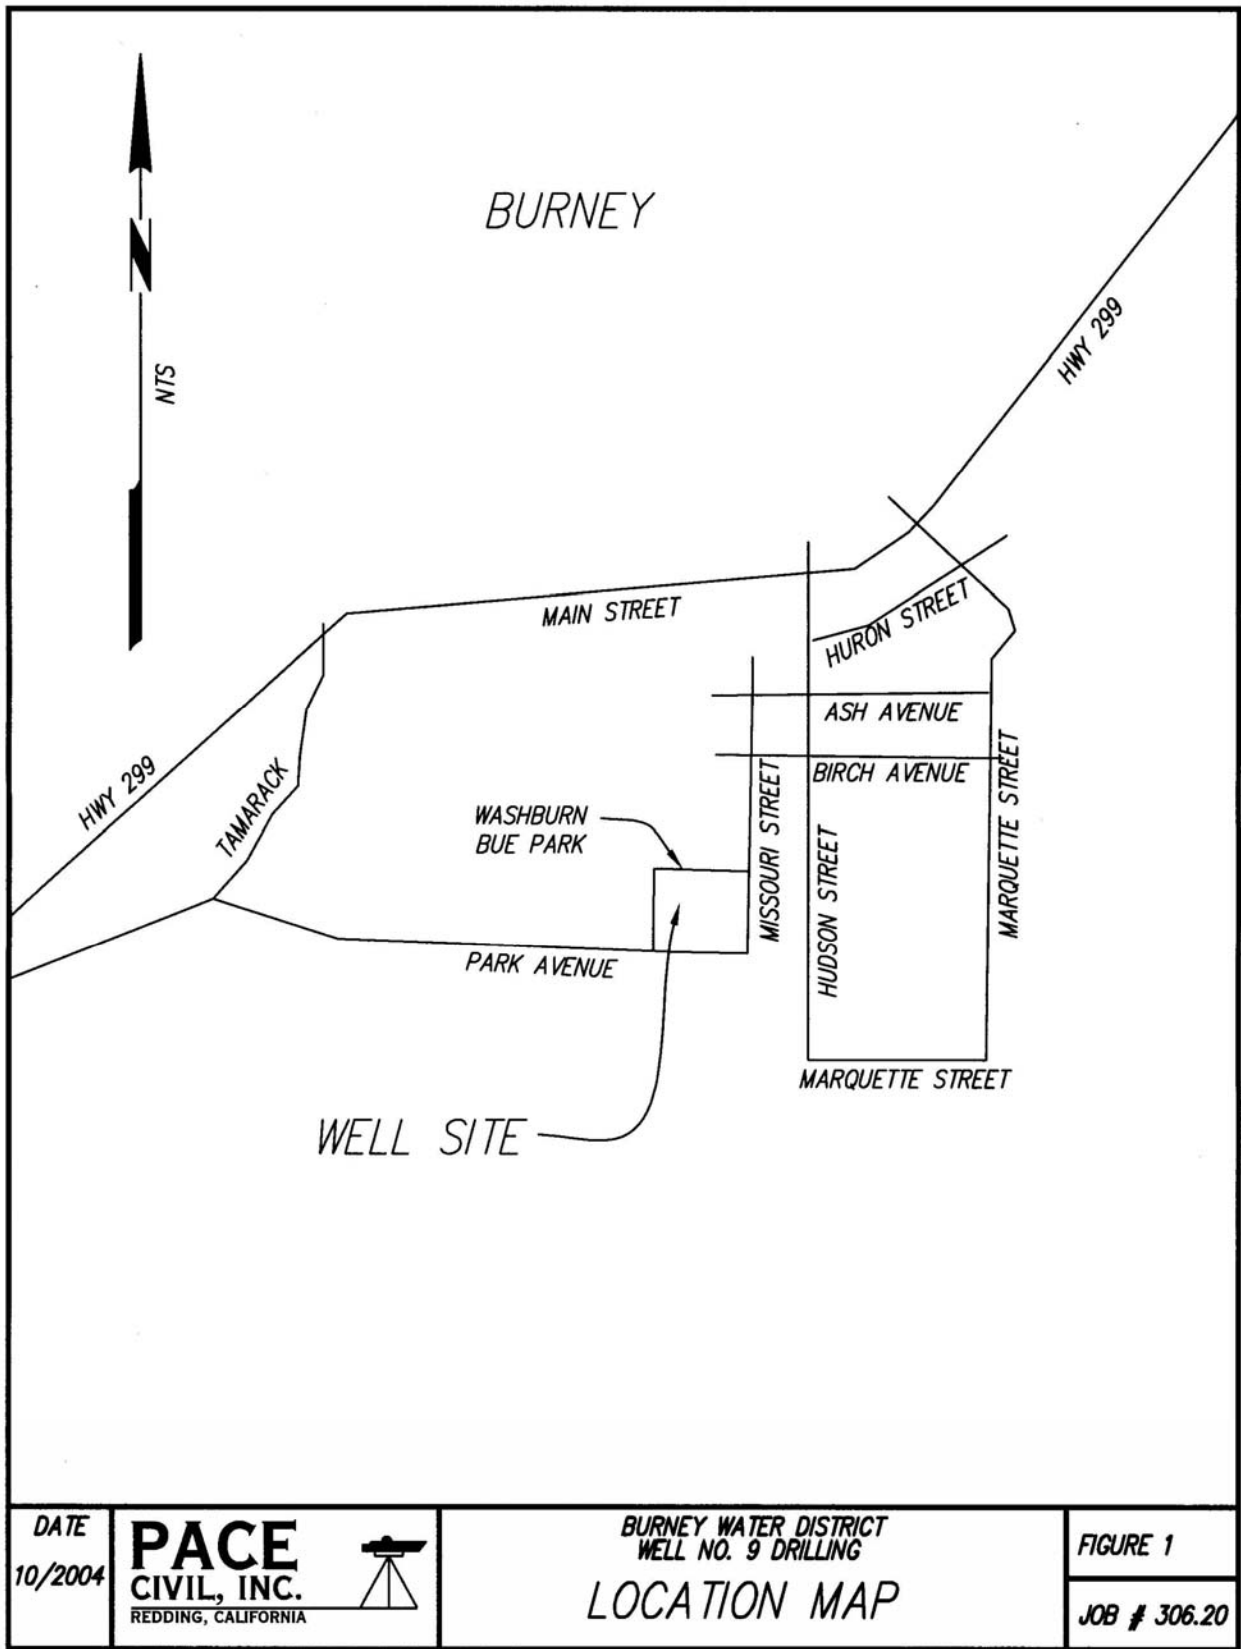 BURNEY
N
NTS
HWY 299
MAIN STREET
HURON STREET
ASH AVENUE
BIRCH AVENUE
HWY 299
TAMARACK
WASHBURN
BUE PARK
MISSOURI STREET
HUDSON STREET
MARQUETTE STREET
PARK AVENUE
MARQUETTE STREET
WELL SITE
DATE
10/2004
PACE
CIVIL, INC.
REDDING, CALIFORNIA
BURNEY WATER DISTRICT
WELL NO. 9 DRILLING
LOCATION MAP
FIGURE 1
JOB # 306.20